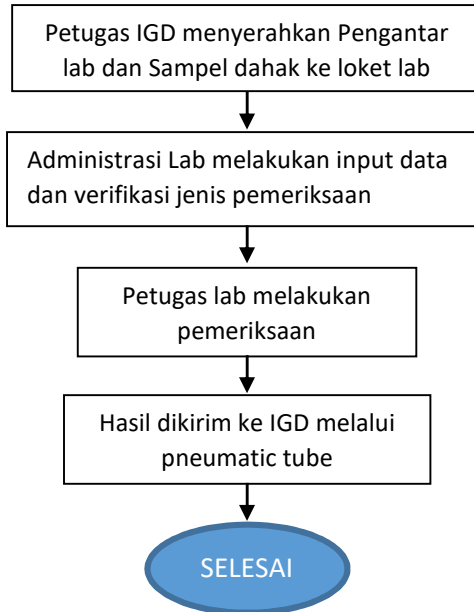 Petugas IGD menyerahkan Pengantar
lab dan Sampel dahak ke loket lab
Administrasi Lab melakukan input data
dan verifikasi jenis pemeriksaan
Petugas lab melakukan
pemeriksaan
Hasil dikirim ke IGD melalui
pneumatic tube
SELESAI